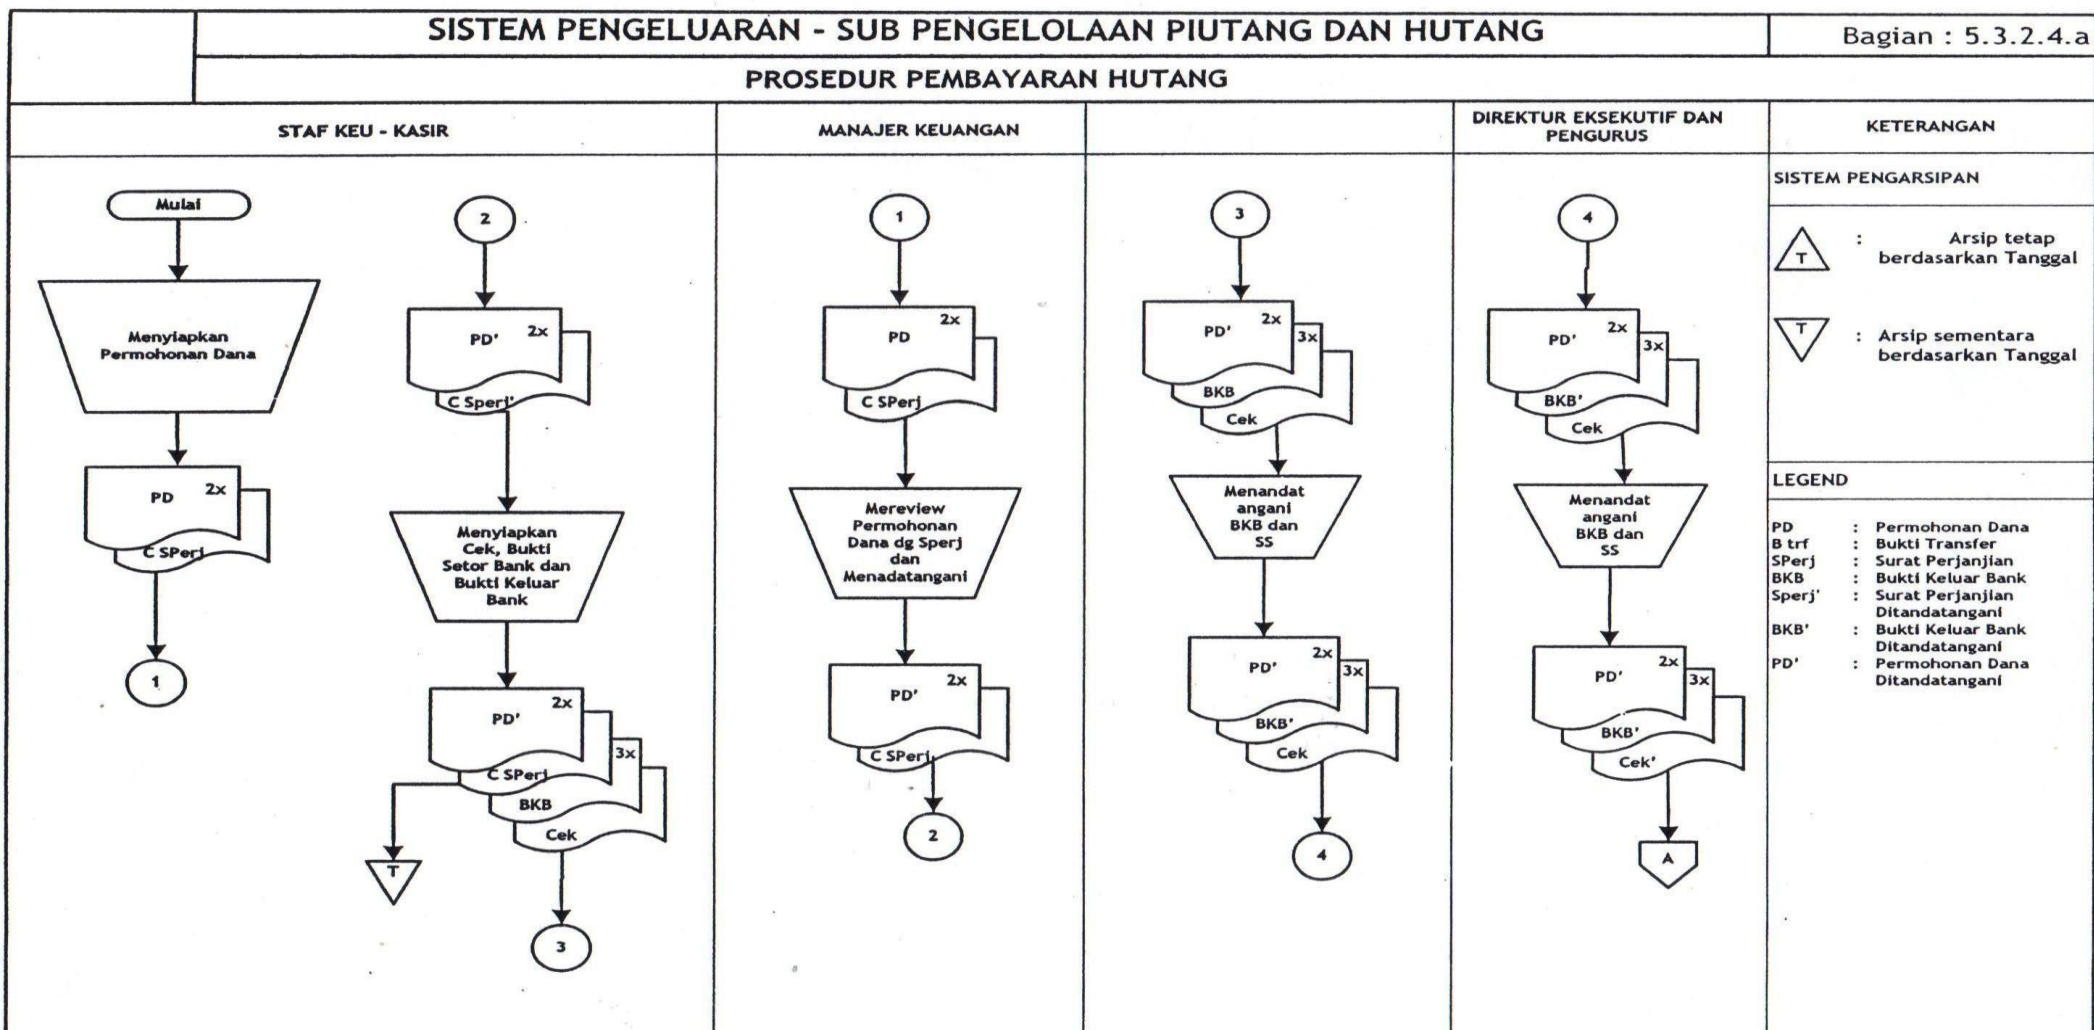 SISTEM PENGELUARAN - SUB PENGELOLAAN PIUTANG DAN HUTANG
Bagian : 5.3.2.4.a
PROSEDUR PEMBAYARAN HUTANG
STAF KEU - KASIR
MANAJER KEUANGAN
DIREKTUR EKSEKUTIF DAN
PENGURUS
KETERANGAN
Mulai
Menyiapkan
Permohonan Dana
PD 2x
C SPerj
1
2
PD' 2x
C Sperj'
Menyiapkan
Cek, Bukti
Setor Bank dan
Bukti Keluar
Bank
PD' 2x
C SPerj 3x
BKB
Cek
T
3
1
PD 2x
C SPerj
Mereview
Permohonan
Dana dg Sperj
dan
Menadatangani
PD' 2x
C SPerj
2
3
PD' 2x
3x
BKB
Cek
Menandat
angani
BKB dan
SS
PD' 2x
3x
BKB'
Cek
4
4
PD' 2x
3x
BKB'
Cek
Menandat
angani
BKB dan
SS
PD' 2x
3x
BKB'
Cek'
A
SISTEM PENGARSIPAN
T : Arsip tetap
berdasarkan Tanggal
T : Arsip sementara
berdasarkan Tanggal
LEGEND
PD : Permohonan Dana
B trf : Bukti Transfer
SPerj : Surat Perjanjian
BKB : Bukti Keluar Bank
Sperj' : Surat Perjanjian
Ditandatangani
BKB' : Bukti Keluar Bank
Ditandatangani
PD' : Permohonan Dana
Ditandatangani